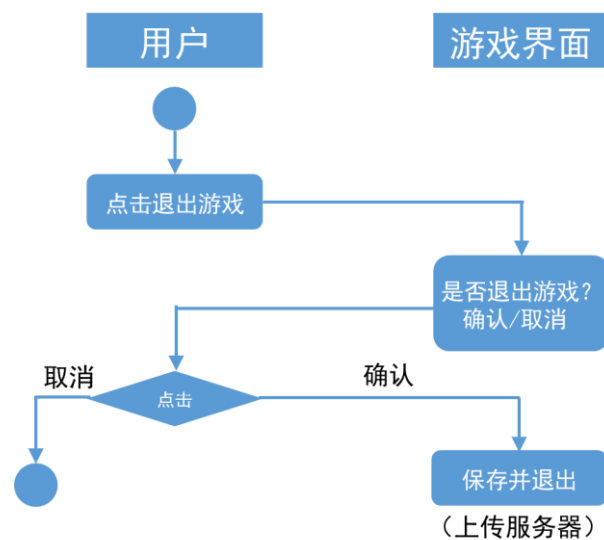 用户
游戏界面
点击退出游戏
是否退出游戏?
确认/取消
取消
点击
确认
保存并退出
（上传服务器）